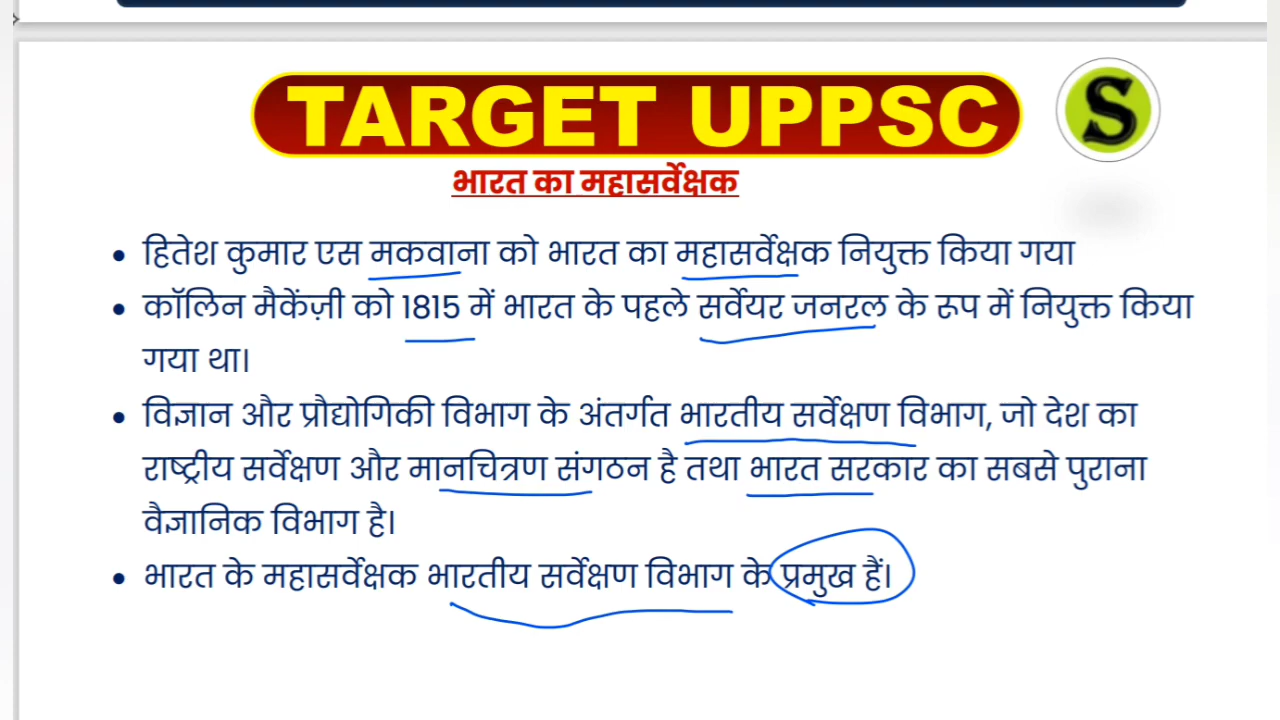 TARGET UPPSC
S
भारत का महासर्वेक्षक
• हितेश कुमार एस मकवाना को भारत का महासर्वेक्षक नियुक्त किया गया
• कॉलिन मैकेंज़ी को 1815 में भारत के पहले सर्वेयर जनरल के रूप में नियुक्त किया
गया था।
• विज्ञान और प्रौद्योगिकी विभाग के अंतर्गत भारतीय सर्वेक्षण विभाग, जो देश का
राष्ट्रीय सर्वेक्षण और मानचित्रण संगठन है तथा भारत सरकार का सबसे पुराना
वैज्ञानिक विभाग है।
• भारत के महासर्वेक्षक भारतीय सर्वेक्षण विभाग के प्रमुख हैं।